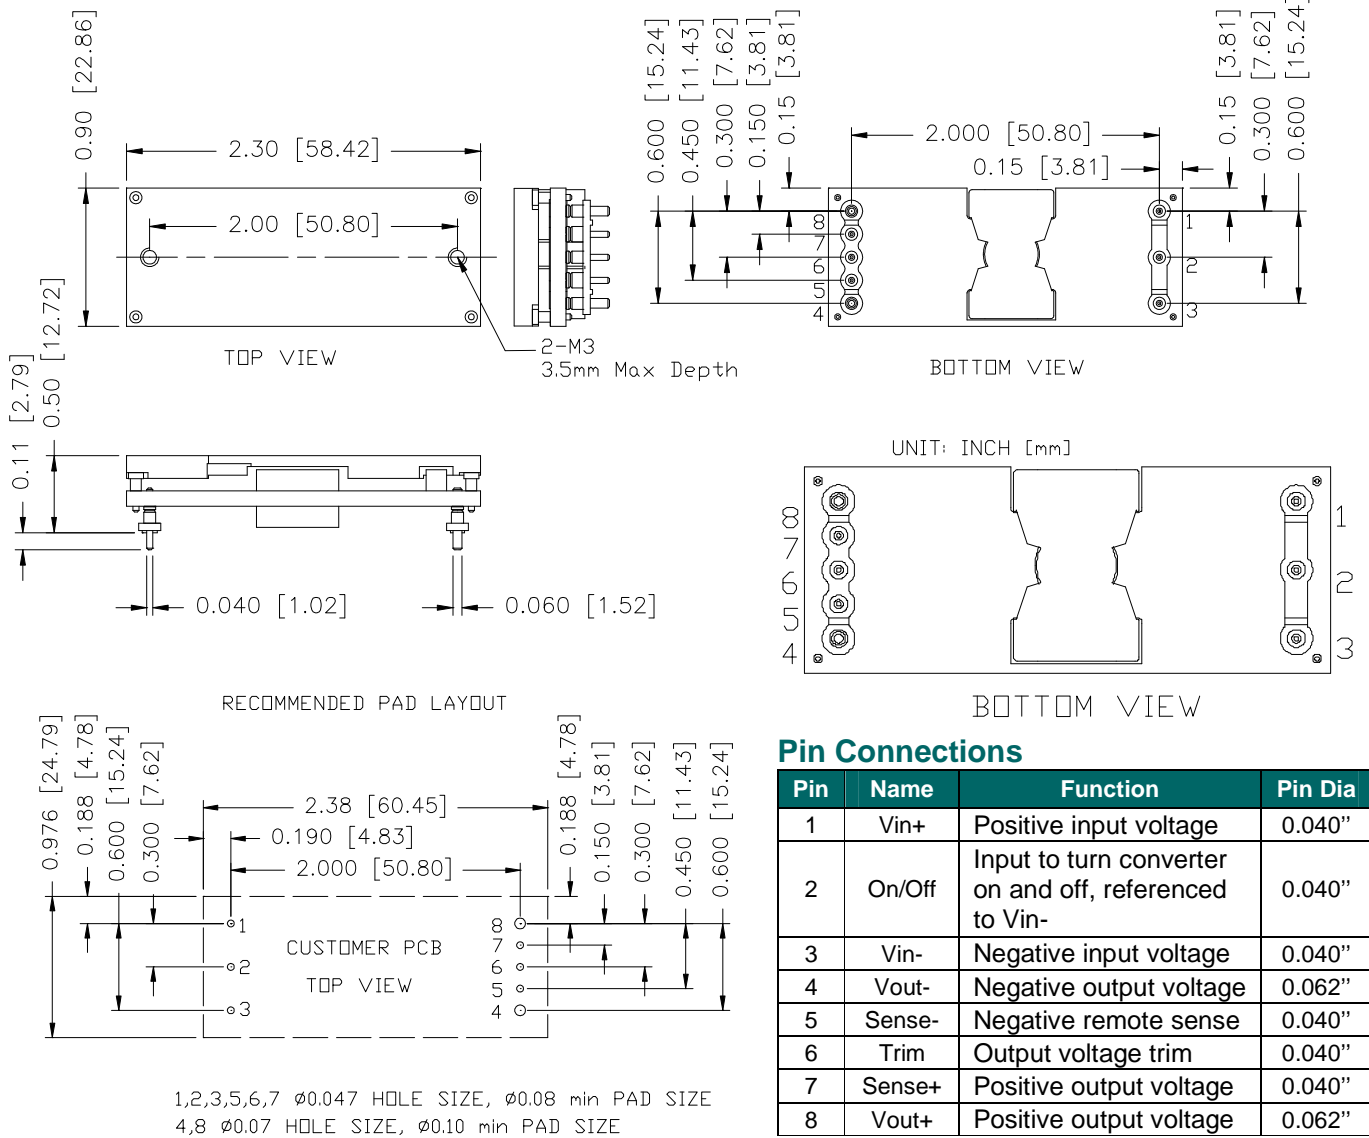 0.90 [22.86]
2.30 [58.42]
2.00 [50.80]
TOP VIEW
2-M3
3.5mm Max Depth
0.600 [15.24]
0.450 [11.43]
0.300 [7.62]
0.150 [3.81]
0.15 [3.81]
2.000 [50.80]
0.15 [3.81]
0.15 [3.81]
0.300 [7.62]
0.600 [15.24]
8
7
6
5
4
1
2
3
BOTTOM VIEW
0.11 [2.79]
0.50 [12.72]
0.040 [1.02]
0.060 [1.52]
UNIT: INCH [mm]
8
7
6
5
4
1
2
3
BOTTOM VIEW
RECOMMENDED PAD LAYOUT
0.976 [24.79]
0.188 [4.78]
0.600 [15.24]
0.300 [7.62]
2.38 [60.45]
0.190 [4.83]
2.000 [50.80]
0.188 [4.78]
0.150 [3.81]
0.300 [7.62]
0.450 [11.43]
0.600 [15.24]
1
2
3
CUSTOMER PCB
TOP VIEW
8
7
6
5
4
1,2,3,5,6,7 Ø0.047 HOLE SIZE, Ø0.08 min PAD SIZE
4,8 Ø0.07 HOLE SIZE, Ø0.10 min PAD SIZE
Pin Connections
Pin Name Function Pin Dia
1 Vin+ Positive input voltage 0.040’’
2 On/Off Input to turn converter on and off, referenced to Vin- 0.040’’
3 Vin- Negative input voltage 0.040’’
4 Vout- Negative output voltage 0.062’’
5 Sense- Negative remote sense 0.040’’
6 Trim Output voltage trim 0.040’’
7 Sense+ Positive output voltage 0.040’’
8 Vout+ Positive output voltage 0.062’’